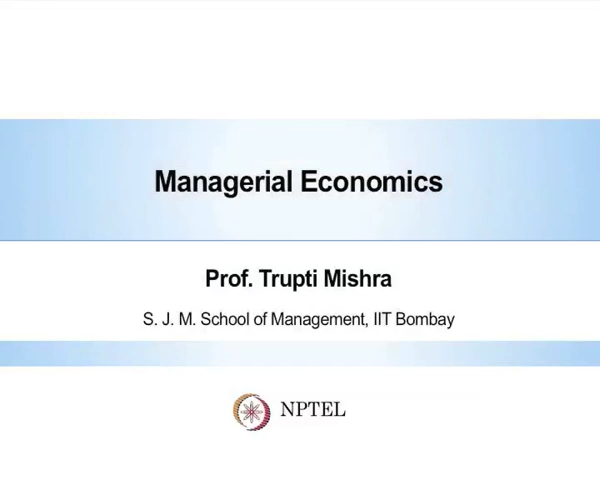 Managerial Economics
Prof. Trupti Mishra
S. J. M. School of Management, IIT Bombay
NPTEL